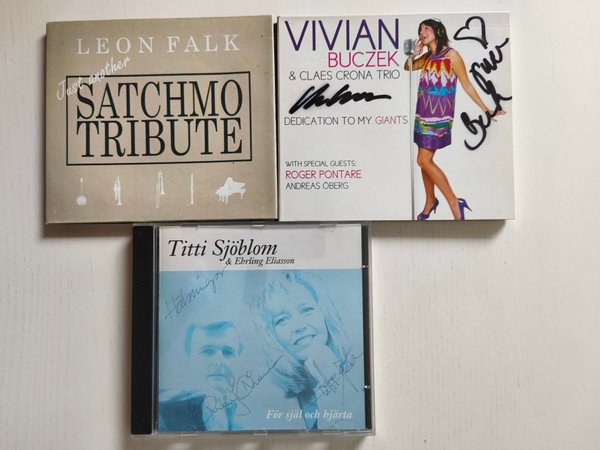 LEON FALK
Just another
SATCHMO
TRIBUTE
VIVIAN
BUCZEK
& CLAES CRONA TRIO
DEDICATION TO MY GIANTS
WITH SPECIAL GUESTS:
ROGER PONTARE
ANDREAS ÖBERG
Titti Sjöblom
& Ehrling Eliasson
För själ och hjärta